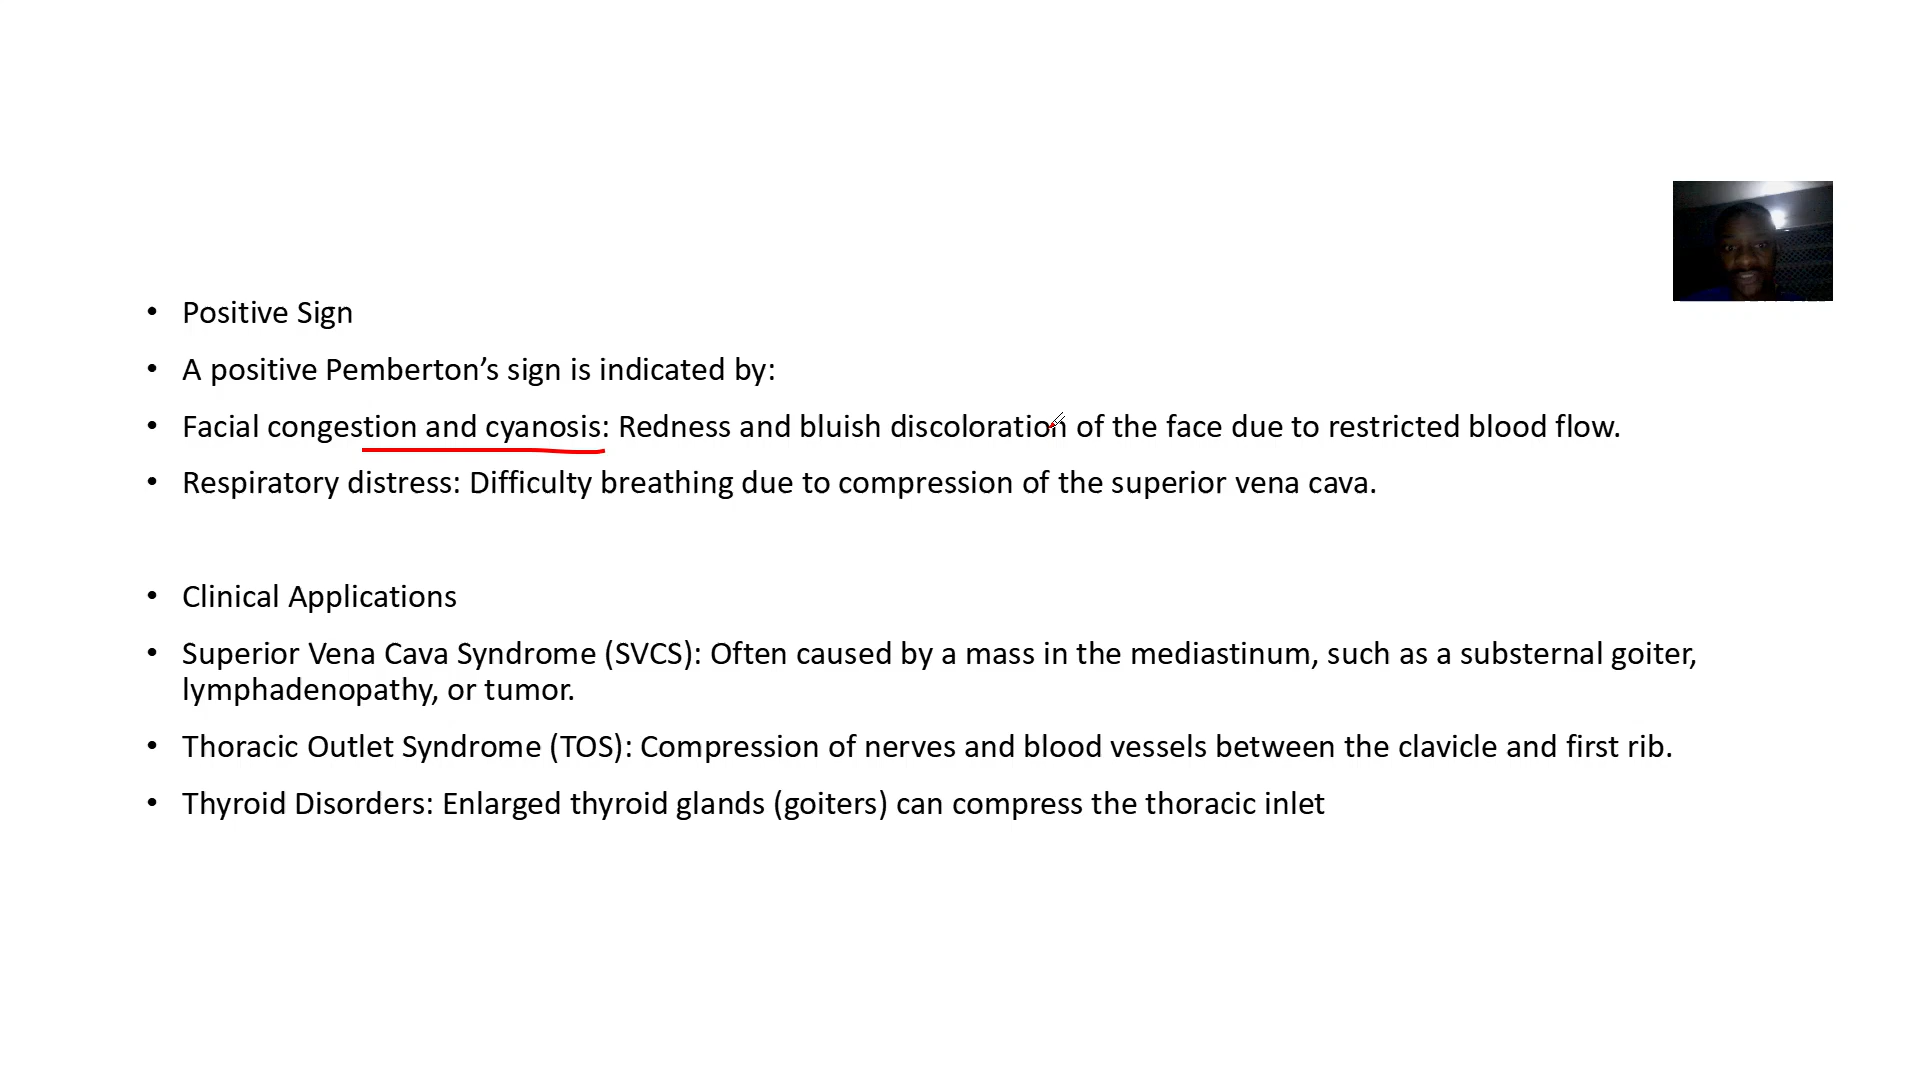 • Positive Sign
• A positive Pemberton’s sign is indicated by:
• Facial congestion and cyanosis: Redness and bluish discoloration of the face due to restricted blood flow.
• Respiratory distress: Difficulty breathing due to compression of the superior vena cava.
• Clinical Applications
• Superior Vena Cava Syndrome (SVCS): Often caused by a mass in the mediastinum, such as a substernal goiter,
lymphadenopathy, or tumor.
• Thoracic Outlet Syndrome (TOS): Compression of nerves and blood vessels between the clavicle and first rib.
• Thyroid Disorders: Enlarged thyroid glands (goiters) can compress the thoracic inlet